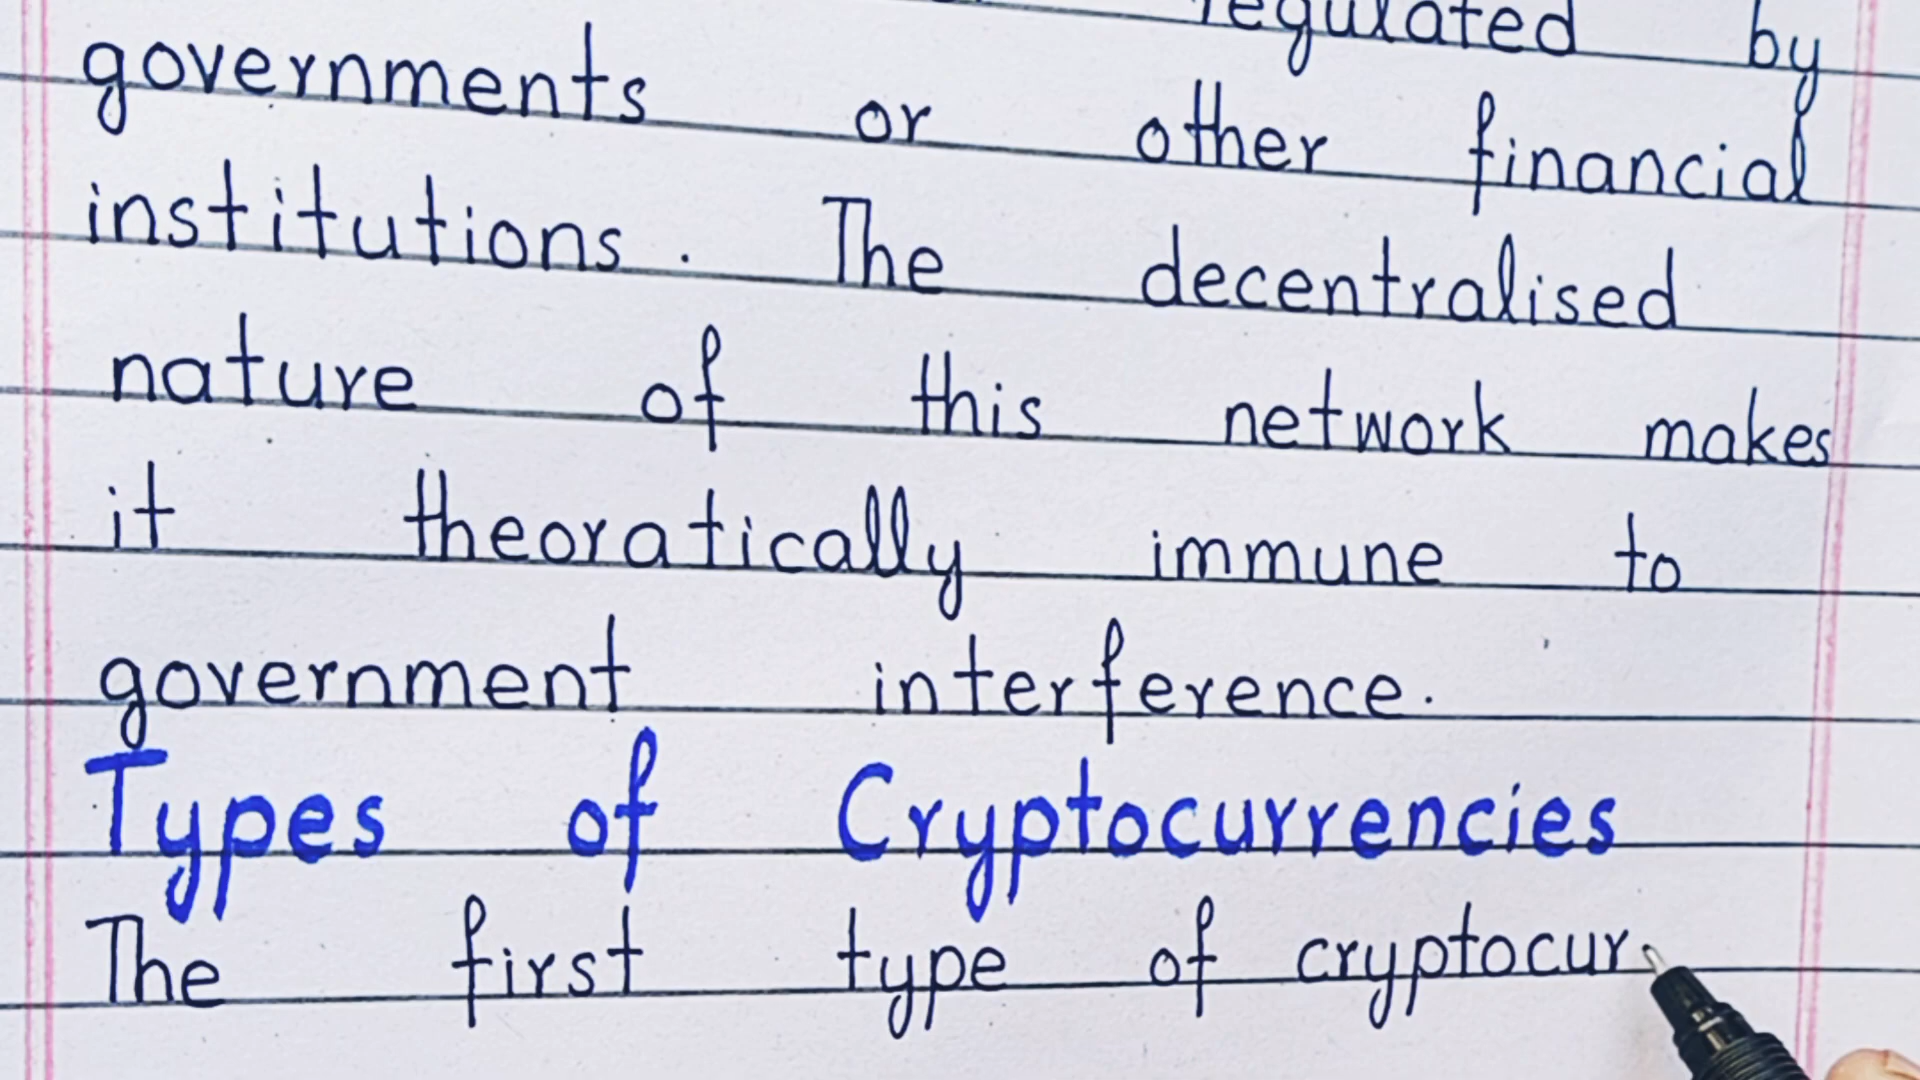 regulated by
governments or other financial
institutions. The decentralised
nature of this network makes
it theoratically immune to
government interference.
Types of Cryptocurrencies
The first type of cryptocur